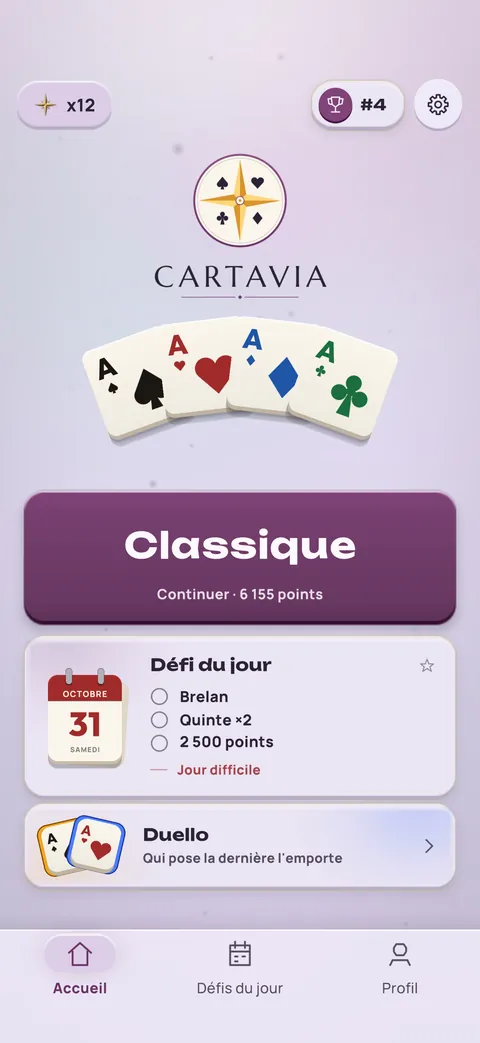 x12
#4
CARTAVIA
A
A
A
A
Classique
Continuer · 6 155 points
Défi du jour
OCTOBRE
31
SAMEDI
Brelan
Quinte ×2
2 500 points
Jour difficile
A
A
Duello
Qui pose la dernière l'emporte
Accueil
Défis du jour
Profil